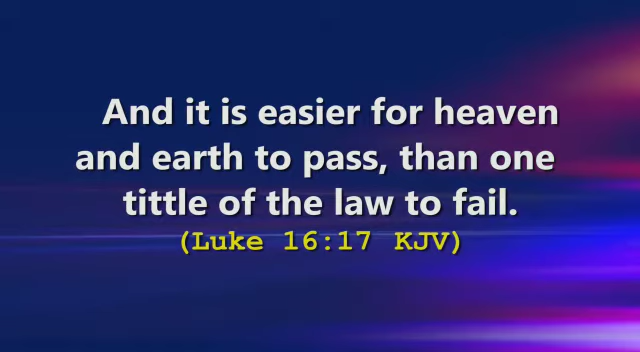 And it is easier for heaven
and earth to pass, than one
tittle of the law to fail.
(Luke 16:17 KJV)